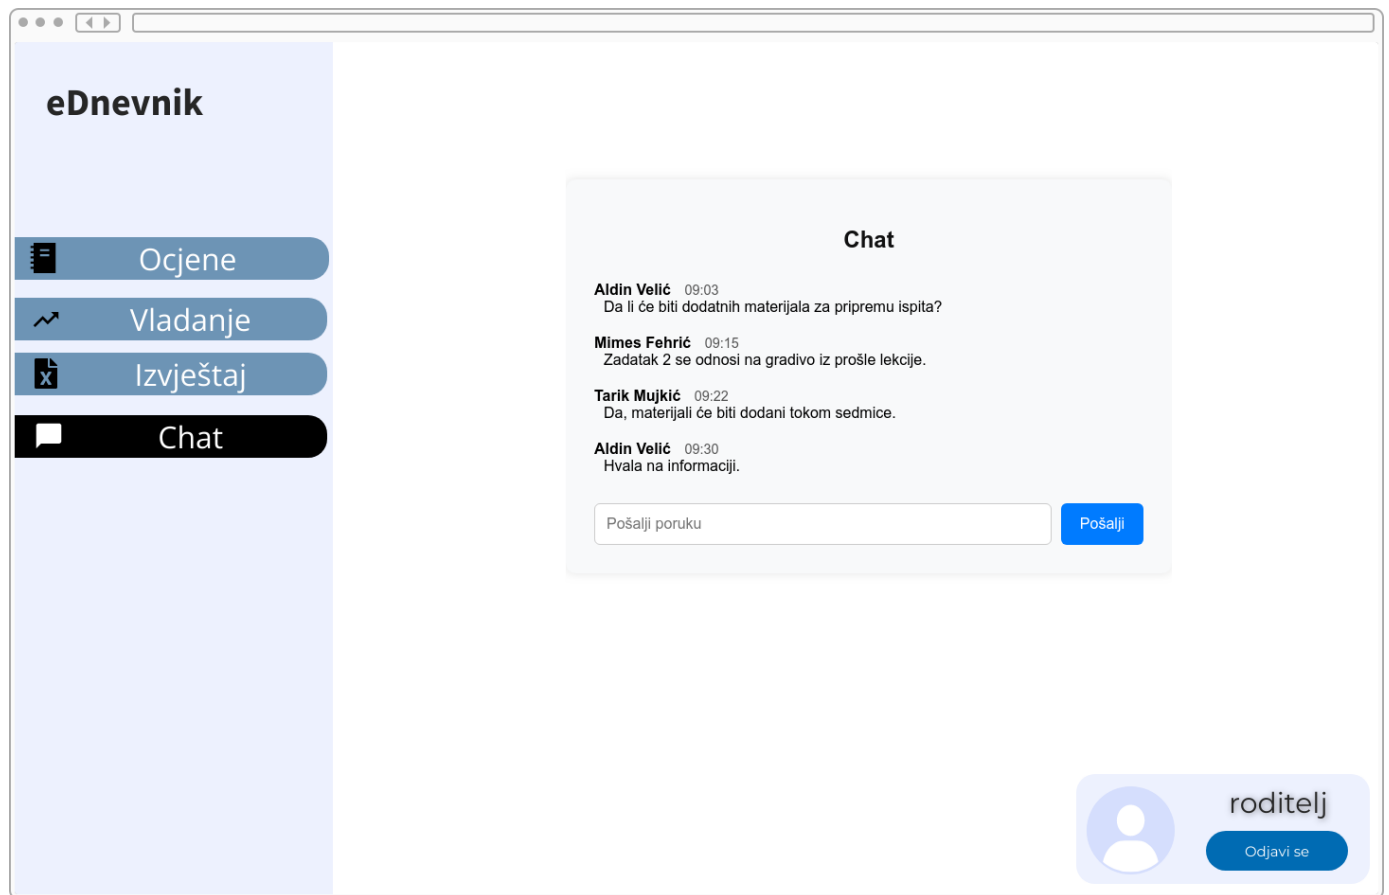 eDnevnik
Ocjene
Vladanje
Izvještaj
Chat
Chat
Aldin Velić 09:03
Da li će biti dodatnih materijala za pripremu ispita?
Mimes Fehrić 09:15
Zadatak 2 se odnosi na gradivo iz prošle lekcije.
Tarik Mujkić 09:22
Da, materijali će biti dodani tokom sedmice.
Aldin Velić 09:30
Hvala na informaciji.
Pošalji poruku
Pošalji
roditelj
Odjavi se